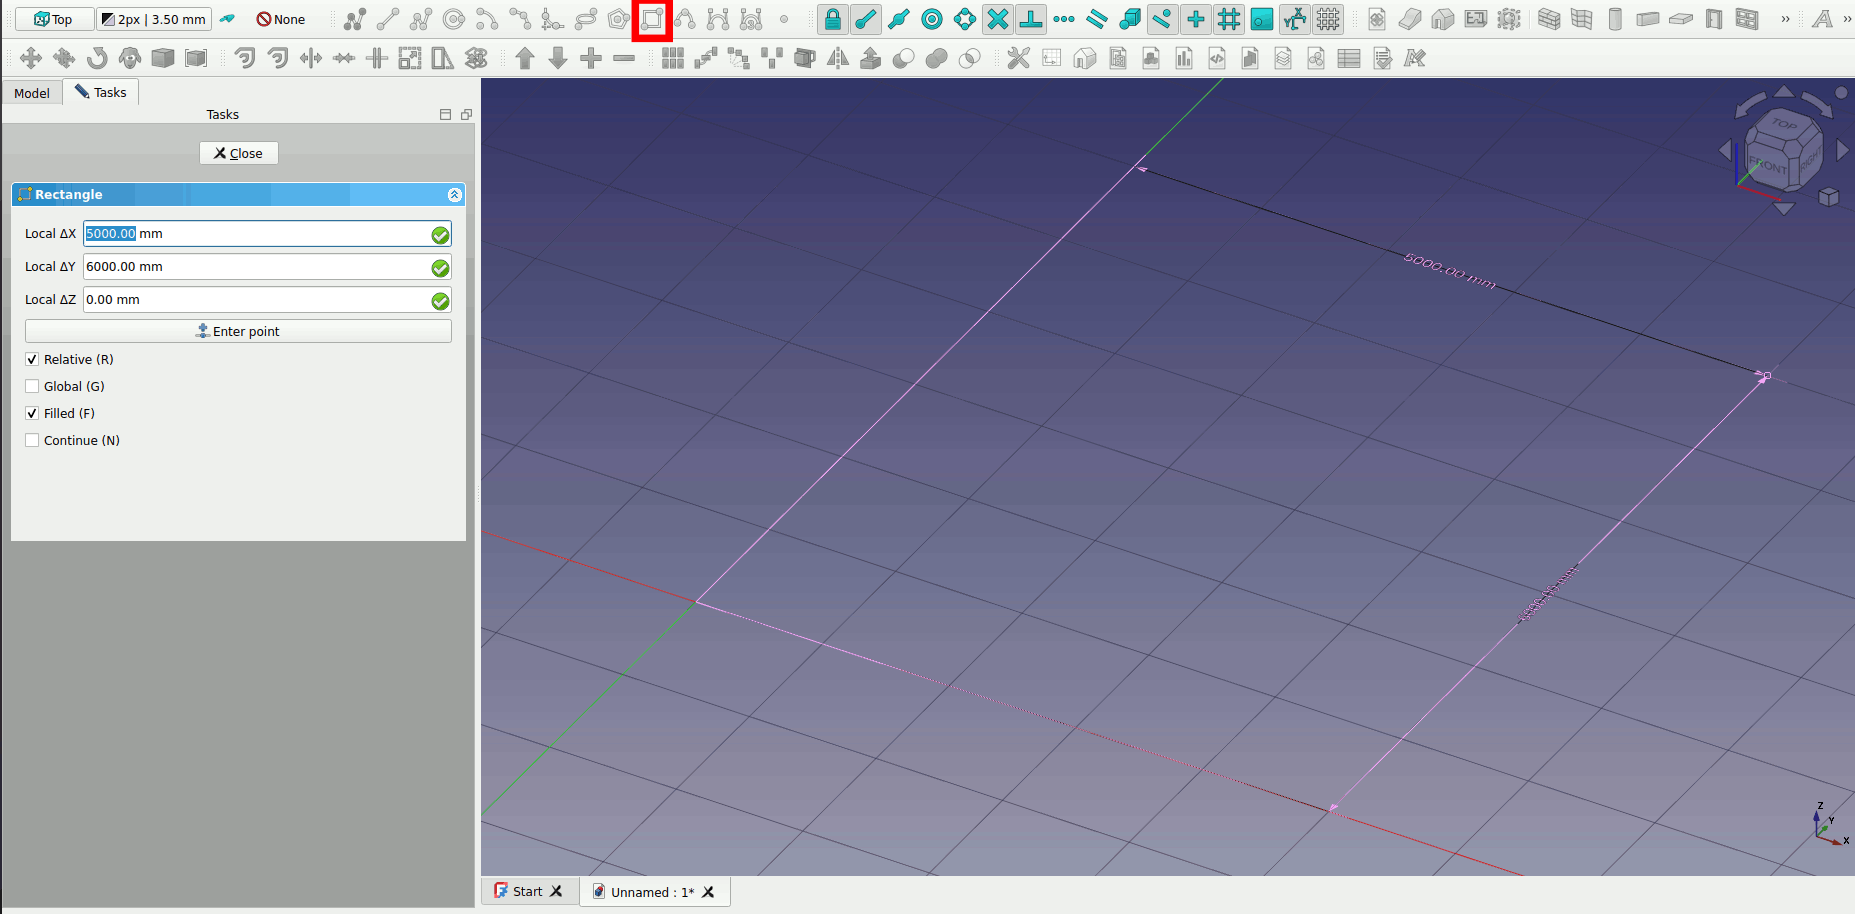 Top
2px | 3.50 mm
None
Model
Tasks
Tasks
Close
Rectangle
Local ΔX 5000.00 mm
Local ΔY 6000.00 mm
Local ΔZ 0.00 mm
Enter point
Relative (R)
Global (G)
Filled (F)
Continue (N)
TOP
FRONT
RIGHT
5000.00 mm
Z
Y
X
Start
Unnamed : 1*